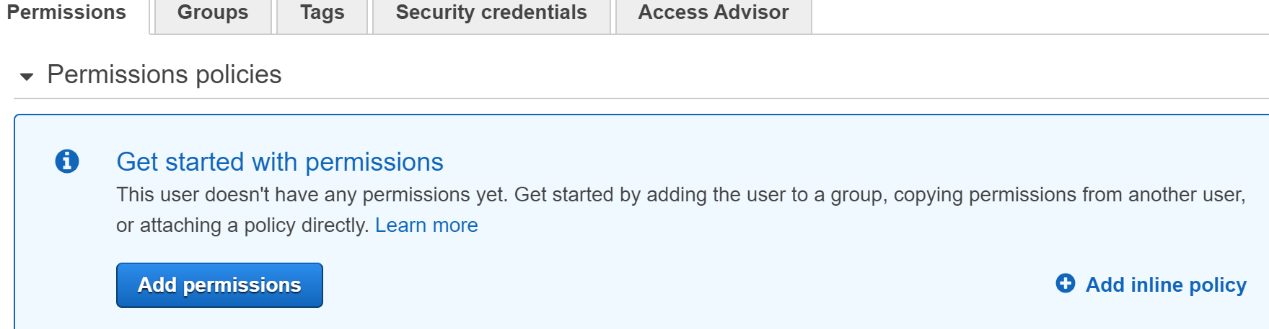 Permissions Groups Tags Security credentials Access Advisor
Permissions policies
Get started with permissions
This user doesn't have any permissions yet. Get started by adding the user to a group, copying permissions from another user,
or attaching a policy directly. Learn more
Add permissions Add inline policy